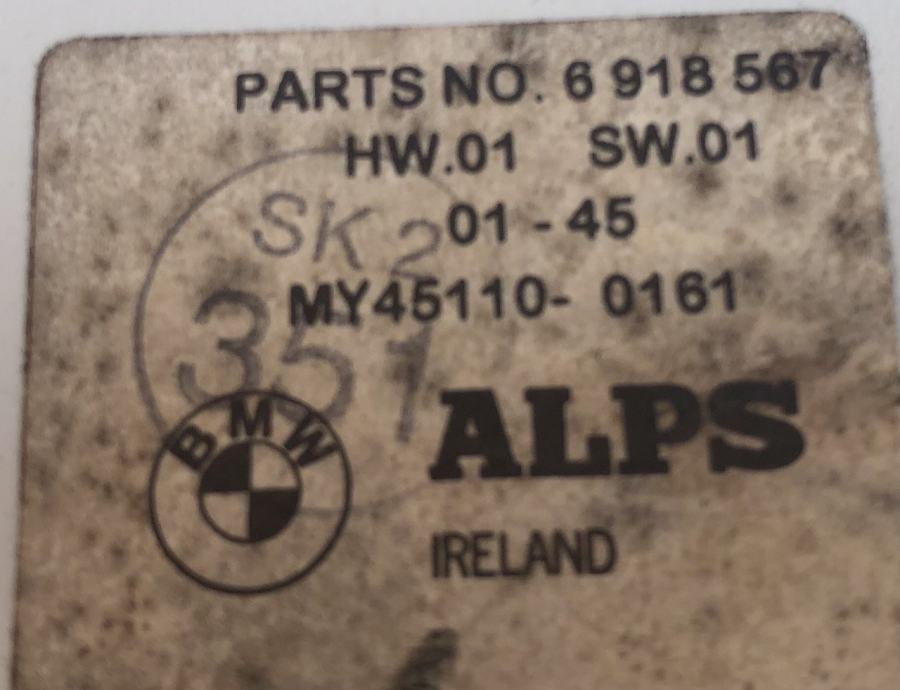 PARTS NO. 6 918 567
HW.01 SW.01
SK 2
01 - 45
MY45110- 0161
351
BMW
ALPS
IRELAND